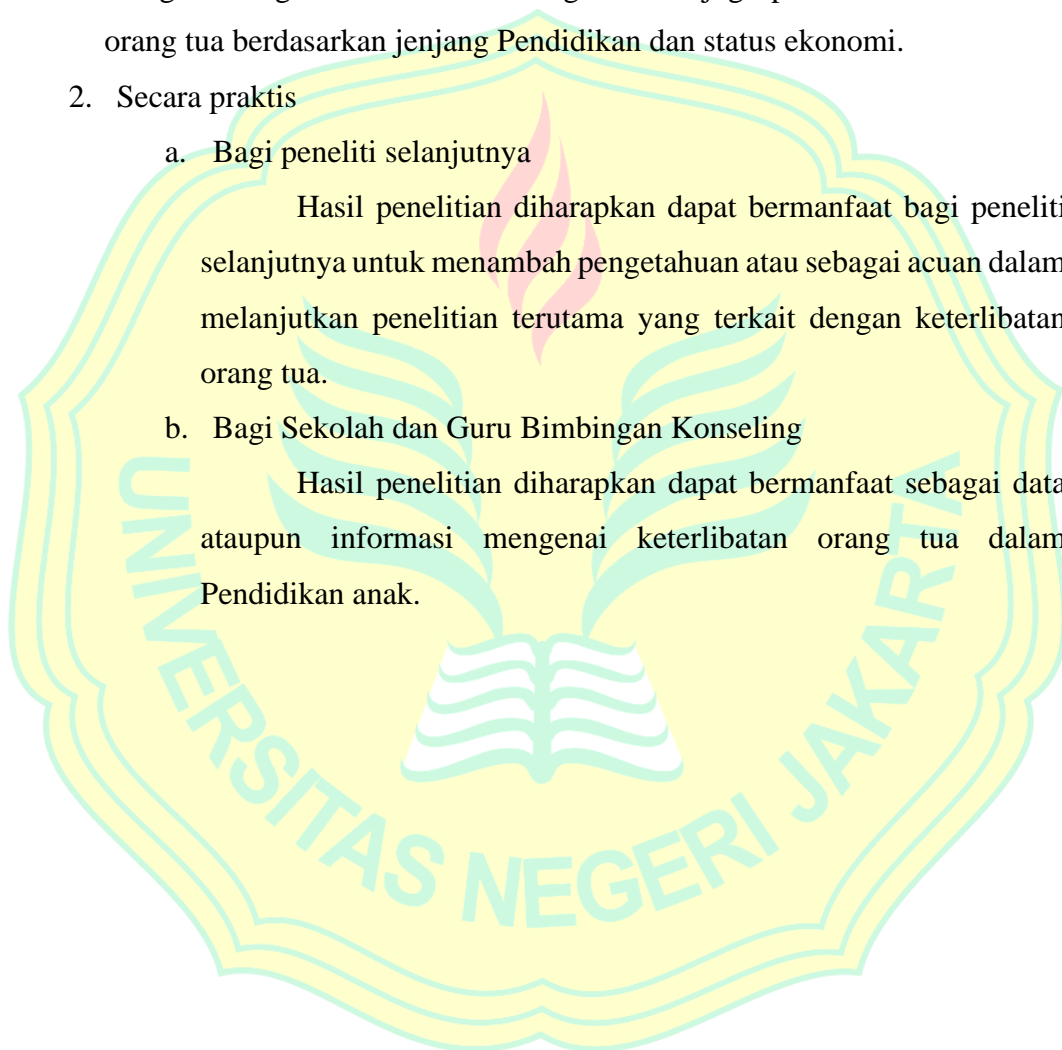 orang tua berdasarkan jenjang Pendidikan dan status ekonomi.
2. Secara praktis
a. Bagi peneliti selanjutnya
Hasil penelitian diharapkan dapat bermanfaat bagi peneliti
selanjutnya untuk menambah pengetahuan atau sebagai acuan dalam
melanjutkan penelitian terutama yang terkait dengan keterlibatan
orang tua.
b. Bagi Sekolah dan Guru Bimbingan Konseling
Hasil penelitian diharapkan dapat bermanfaat sebagai data
ataupun informasi mengenai keterlibatan orang tua dalam
Pendidikan anak.
UNIVERSITAS NEGERI JAKARTA